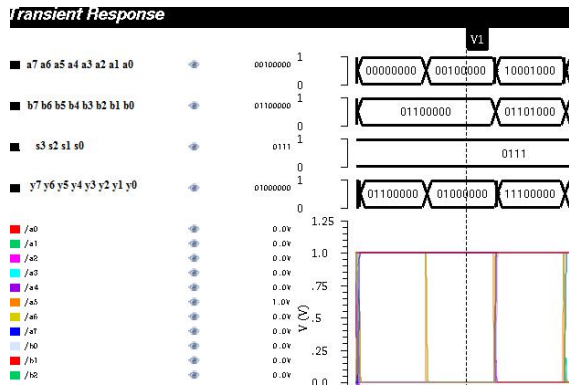 Transient Response
V1
a7 a6 a5 a4 a3 a2 a1 a0 00100000 1 0 00000000 00100000 10001000
b7 b6 b5 b4 b3 b2 b1 b0 01100000 1 0 01100000 01101000
s3 s2 s1 s0 0111 1 0 0111
y7 y6 y5 y4 y3 y2 y1 y0 01000000 1 0 01100000 01000000 11100000
1.25
/a0 0.0V
/a1 0.0V
1.0
/a2 0.0V
/a3 0.0V
.75
/a4 0.0V
/a5 1.0V
V (V)
.5
/a6 0.0V
/a7 0.0V
.25
/b0 0.0V
/b1 0.0V
/b2 0.0V
0.0